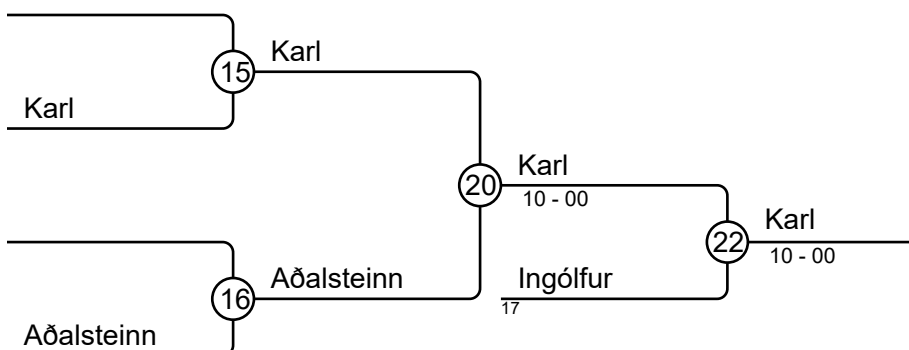 Karl
15
Karl
Karl
20
10 - 00
Karl
22
10 - 00
Aðalsteinn
Ingólfur
16
17
Aðalsteinn